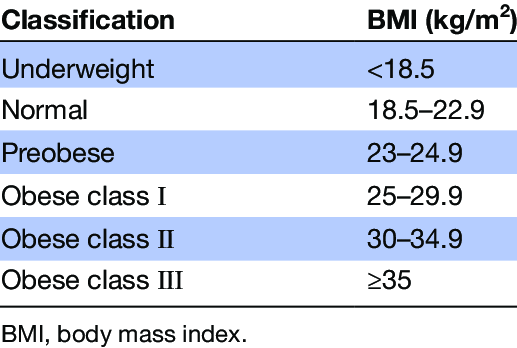 Classification BMI (kg/m²)
Underweight <18.5
Normal 18.5–22.9
Preobese 23–24.9
Obese class I 25–29.9
Obese class II 30–34.9
Obese class III ≥35
BMI, body mass index.